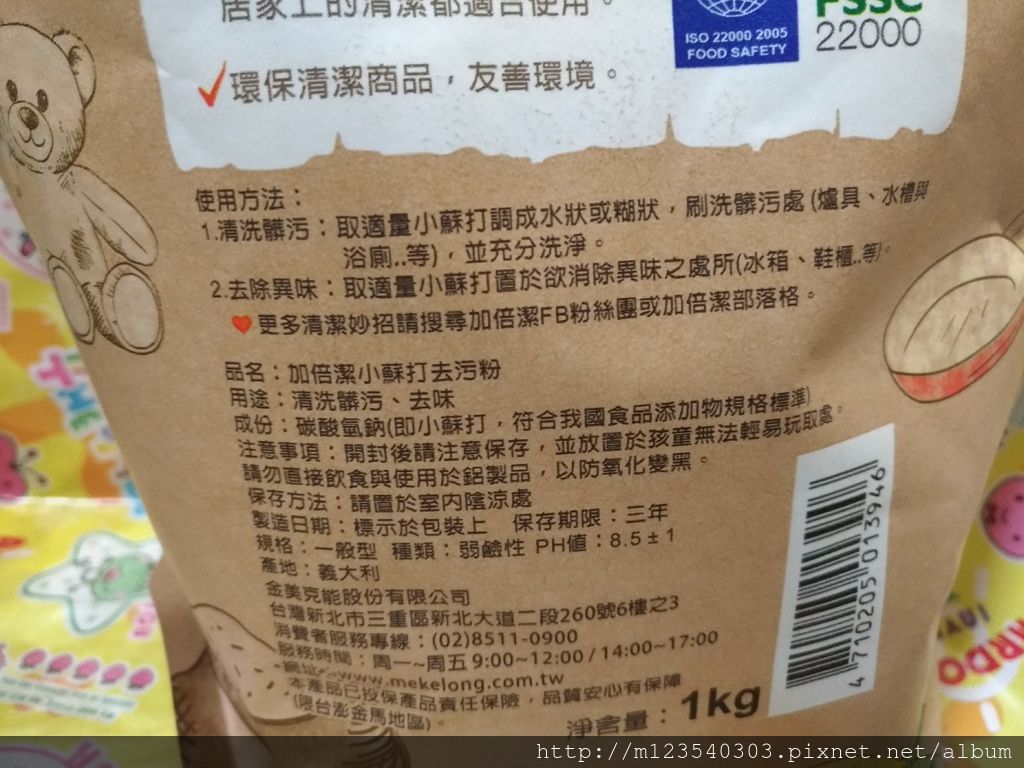 居家上的清潔都適合使用。
FSSC
22000
ISO 22000 2005
FOOD SAFETY
✓環保清潔商品，友善環境。
使用方法：
1.清洗髒污：取適量小蘇打調成水狀或糊狀，刷洗髒污處(爐具、水槽與
浴廁..等)，並充分洗淨。
2.去除異味：取適量小蘇打置於欲消除異味之處所(冰箱、鞋櫃..等)。
♥更多清潔妙招請搜尋加倍潔FB粉絲團或加倍潔部落格。
品名：加倍潔小蘇打去污粉
用途：清洗髒污、去味
成份：碳酸氫鈉(即小蘇打，符合我國食品添加物規格標準)
注意事項：開封後請注意保存，並放置於孩童無法輕易玩取處。
請勿直接飲食與使用於鋁製品，以防氧化變黑。
保存方法：請置於室內陰涼處
製造日期：標示於包裝上 保存期限：三年
規格：一般型 種類：弱鹼性 PH值：8.5±1
產地：義大利
金美克能股份有限公司
台灣新北市三重區新北大道二段260號6樓之3
消費者服務專線：(02)8511-0900
服務時間：周一~周五 9:00~12:00/14:00~17:00
網址：www.mekelong.com.tw
本產品已投保產品責任保險，品質安心有保障
(限台澎金馬地區)。
淨含量：1kg
4 710205 013946
http://m123540303.pixnet.net/album